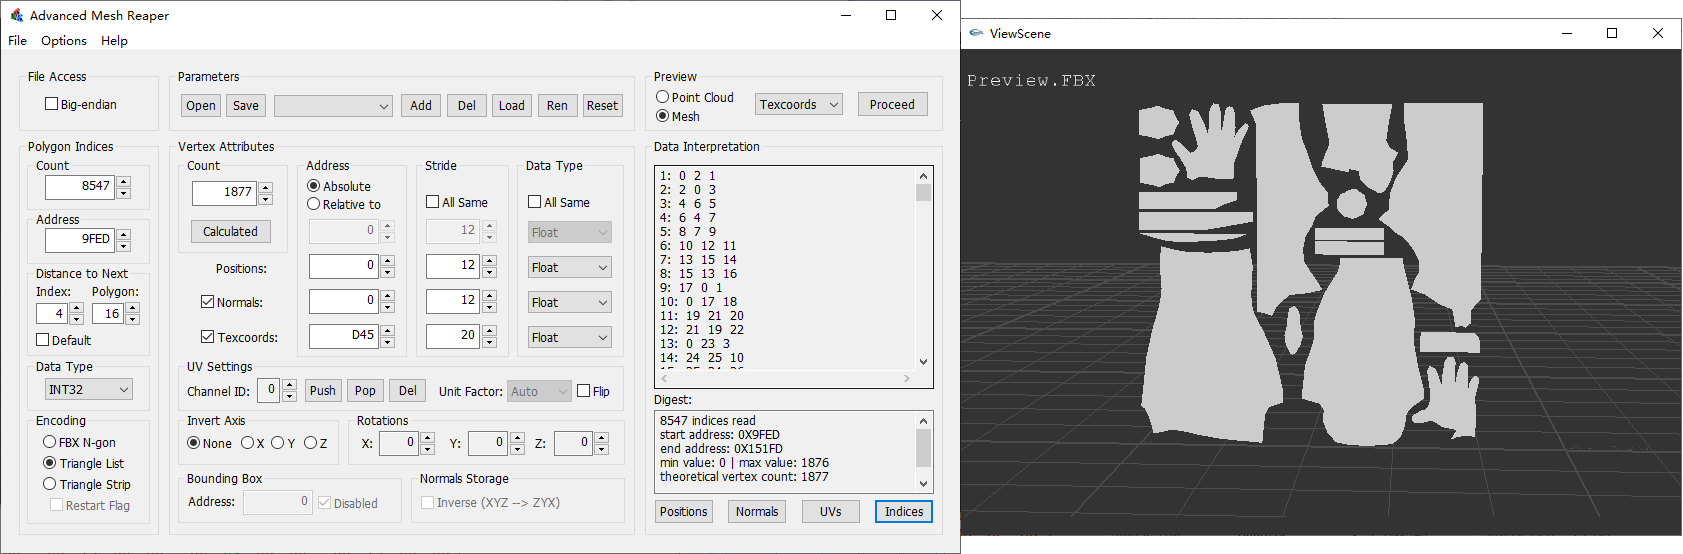 Advanced Mesh Reaper
File Options Help
File Access
Big-endian
Parameters
Open Save Add Del Load Ren Reset
Preview
Point Cloud
Mesh
Texcoords
Proceed
Polygon Indices
Count
8547
Address
9FED
Distance to Next
Index: Polygon:
4 16
Default
Data Type
INT32
Encoding
FBX N-gon
Triangle List
Triangle Strip
Restart Flag
Vertex Attributes
Count
1877
Calculated
Address
Absolute
Relative to
0
Stride
All Same
12
Data Type
All Same
Float
Positions: 0 12 Float
Normals: 0 12 Float
Texcoords: D45 20 Float
UV Settings
Channel ID: 0 Push Pop Del Unit Factor: Auto Flip
Invert Axis
None X Y Z
Rotations
X: 0 Y: 0 Z: 0
Bounding Box
Address: 0 Disabled
Normals Storage
Inverse (XYZ --> ZYX)
Data Interpretation
1: 0 2 1
2: 2 0 3
3: 4 6 5
4: 6 4 7
5: 8 7 9
6: 10 12 11
7: 13 15 14
8: 15 13 16
9: 17 0 1
10: 0 17 18
11: 19 21 20
12: 21 19 22
13: 0 23 3
14: 24 25 10
Digest:
8547 indices read
start address: 0X9FED
end address: 0X151FD
min value: 0 | max value: 1876
theoretical vertex count: 1877
Positions Normals UVs Indices
ViewScene
Preview.FBX